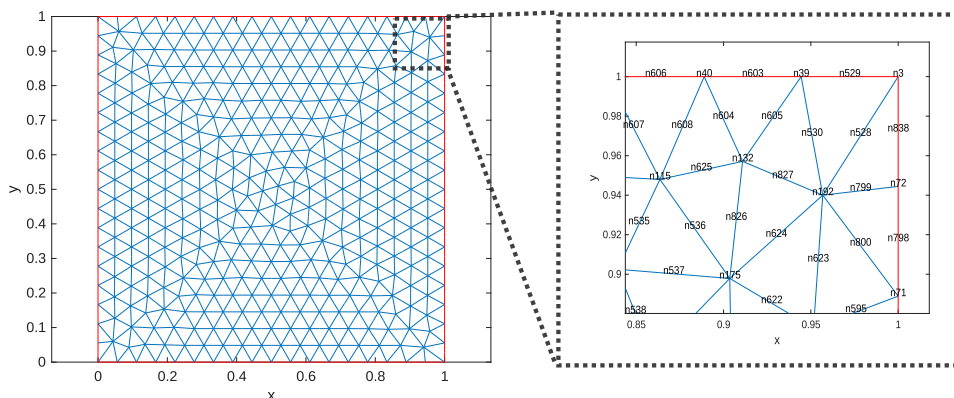 1
0.9
0.8
0.7
0.6
0.5
0.4
0.3
0.2
0.1
0
y
0 0.2 0.4 0.6 0.8 1
x
n606 n40 n603 n39 n529 n3
n607 n608 n604 n605 n530 n528 n838
n132
n115 n625 n827 n192 n799 n72
n535 n536 n826 n624 n800 n798
n623
n537 n175 n71
n538 n622 n595
1
0.98
0.96
0.94
0.92
0.9
y
0.85 0.9 0.95 1
x